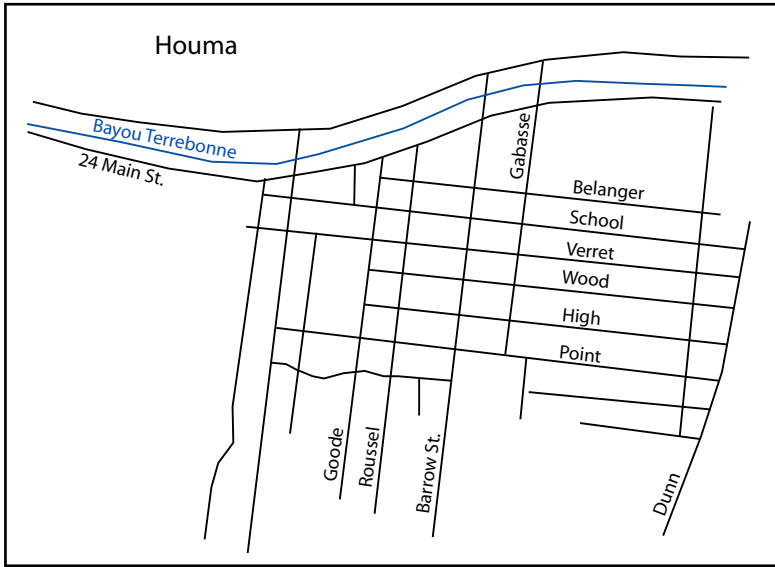 Houma
Bayou Terrebonne
24 Main St.
Gabasse
Belanger
School
Verret
Wood
High
Point
Goode
Roussel
Barrow St.
Dunn